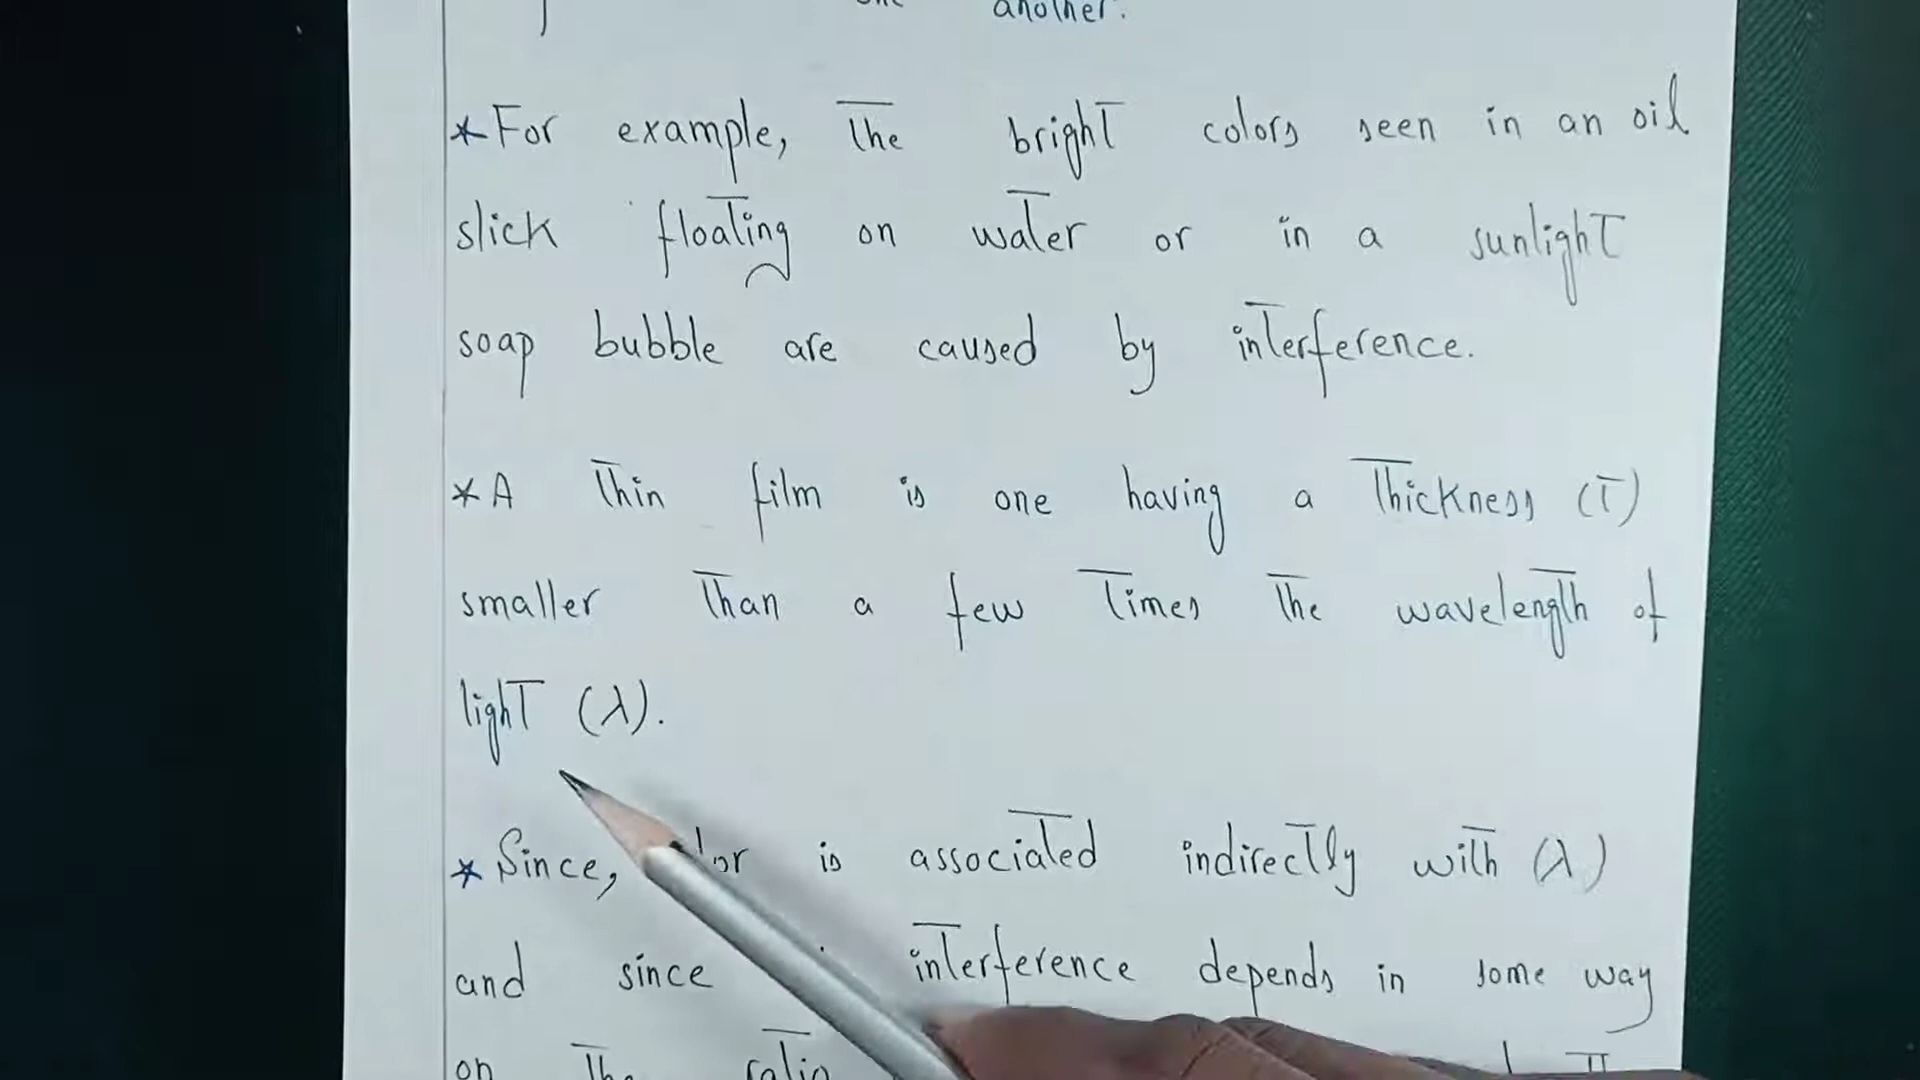 another.
*For example, The bright colors seen in an oil
slick floating on water or in a sunlight
soap bubble are caused by interference.
*A Thin film is one having a Thickness (T)
smaller Than a few Times The wavelength of
light (λ).
*Since, is associated indirectly with (λ)
and since interference depends in some way
on The ratio